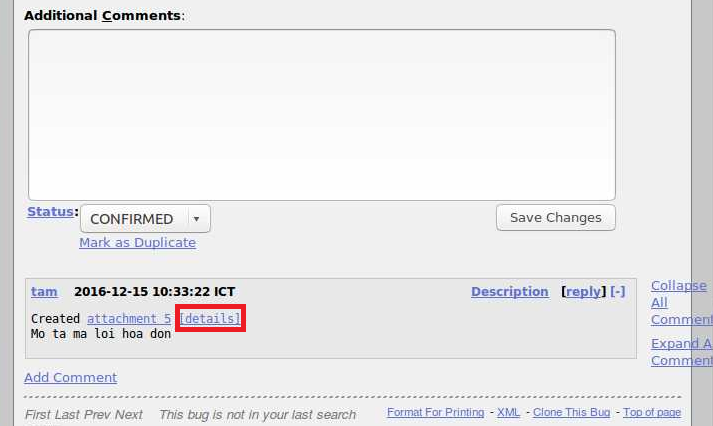 Additional Comments:
Status: CONFIRMED Save Changes
Mark as Duplicate
tam 2016-12-15 10:33:22 ICT Description [reply] [-]
Created attachment 5 [details]
Mo ta ma loi hoa don
Collapse
All
Comment
Expand A
Comment
Add Comment
First Last Prev Next This bug is not in your last search Format For Printing - XML - Clone This Bug - Top of page